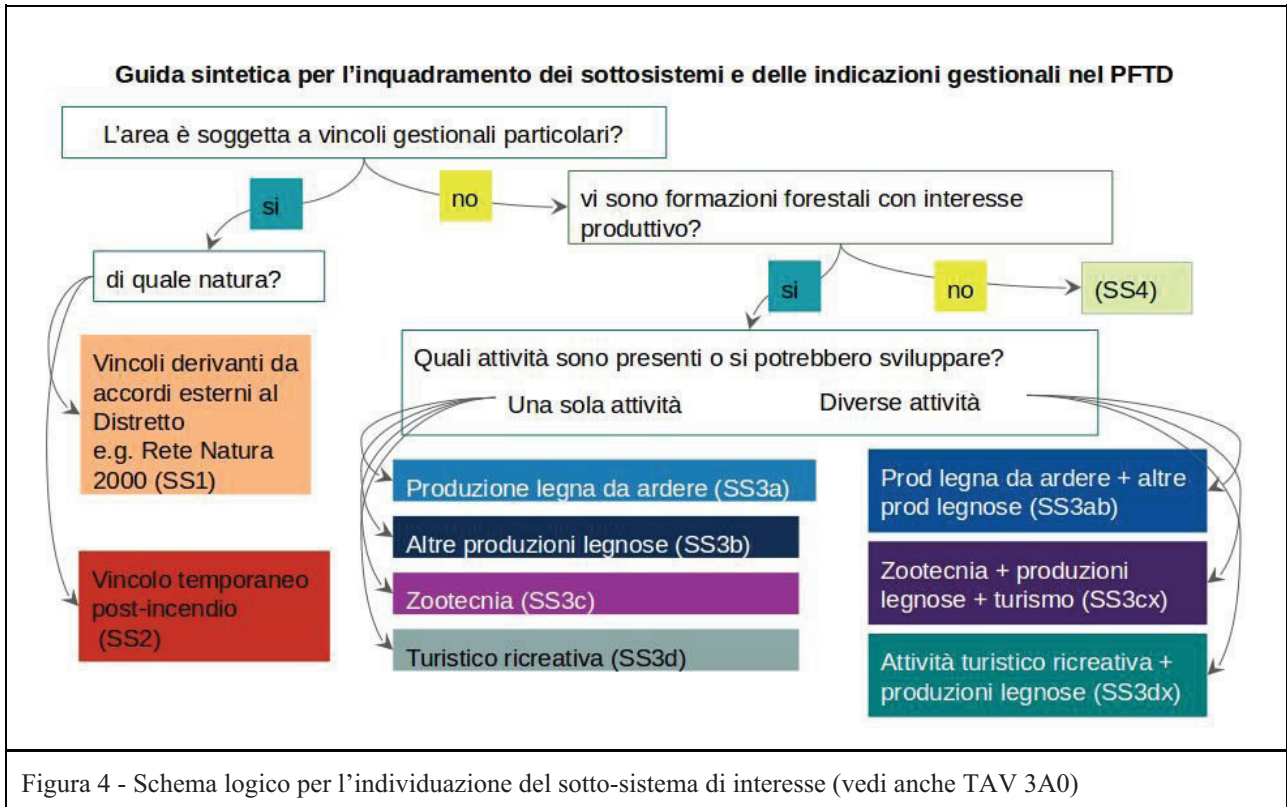 Guida sintetica per l'inquadramento dei sottosistemi e delle indicazioni gestionali nel PFTD
L'area è soggetta a vincoli gestionali particolari?
si
no
vi sono formazioni forestali con interesse
produttivo?
di quale natura?
si
no
(SS4)
Vincoli derivanti da
accordi esterni al
Distretto
e.g. Rete Natura
2000 (SS1)
Vincolo temporaneo
post-incendio
(SS2)
Quali attività sono presenti o si potrebbero sviluppare?
Una sola attività
Diverse attività
Produzione legna da ardere (SS3a)
Altre produzioni legnose (SS3b)
Zootecnia (SS3c)
Turistico ricreativa (SS3d)
Prod legna da ardere + altre
prod legnose (SS3ab)
Zootecnia + produzioni
legnose + turismo (SS3cx)
Attività turistico ricreativa +
produzioni legnose (SS3dx)
Figura 4 - Schema logico per l'individuazione del sotto-sistema di interesse (vedi anche TAV 3A0)